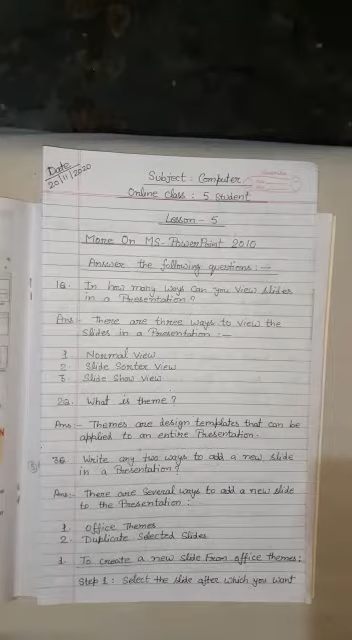 Date
20/11/2020
Subject: Computer
Online class: 5 Student
Lesson - 5
More On MS-PowerPoint 2010
Answer the following questions:-
1Q. In how many ways can you view slides
in a Presentation?
Ans:- There are three ways to view the
slides in a Presentation :-
1. Normal View
2. Slide Sorter View
3. Slide Show View
2Q. What is theme?
Ans:- Themes are design templates that can be
applied to an entire Presentation.
3Q. Write any two ways to add a new slide
in a Presentation?
Ans:- There are Several ways to add a new slide
to the Presentation:
1. Office Themes
2. Duplicate Selected Slides
1. To create a new slide from office themes:
Step 1: Select the slide after which you want